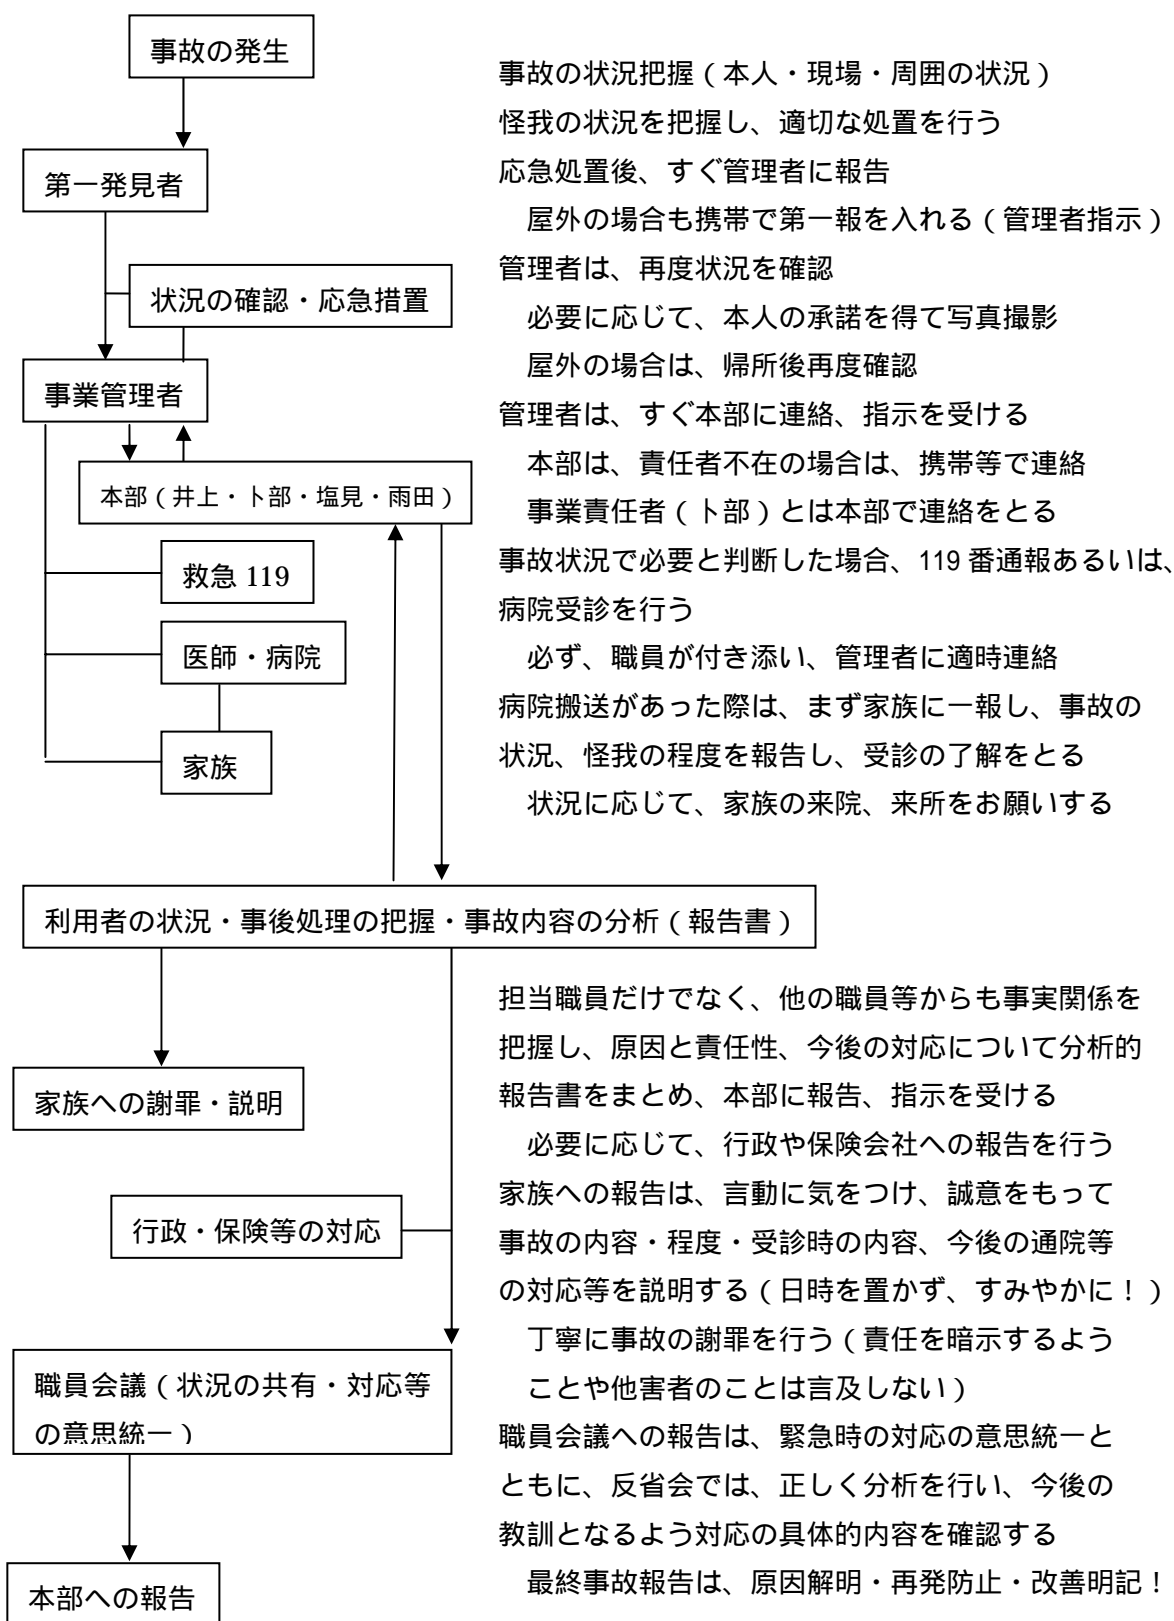 事故の発生
事故の状況把握（本人・現場・周囲の状況）
怪我の状況を把握し、適切な処置を行う
第一発見者
応急処置後、すぐ管理者に報告
屋外の場合も携帯で第一報を入れる（管理者指示）
管理者は、再度状況を確認
状況の確認・応急措置
必要に応じて、本人の承諾を得て写真撮影
屋外の場合は、帰所後再度確認
事業管理者
管理者は、すぐ本部に連絡、指示を受ける
本部は、責任者不在の場合は、携帯等で連絡
本部（井上・卜部・塩見・雨田）
事業責任者（卜部）とは本部で連絡をとる
事故状況で必要と判断した場合、119番通報あるいは、
救急 119
病院受診を行う
医師・病院
必ず、職員が付き添い、管理者に適時連絡
病院搬送があった際は、まず家族に一報し、事故の
状況、怪我の程度を報告し、受診の了解をとる
家族
状況に応じて、家族の来院、来所をお願いする
利用者の状況・事後処理の把握・事故内容の分析（報告書）
担当職員だけでなく、他の職員等からも事実関係を
把握し、原因と責任性、今後の対応について分析的
報告書をまとめ、本部に報告、指示を受ける
家族への謝罪・説明
必要に応じて、行政や保険会社への報告を行う
家族への報告は、言動に気をつけ、誠意をもって
行政・保険等の対応
事故の内容・程度・受診時の内容、今後の通院等
の対応等を説明する（日時を置かず、すみやかに！）
丁寧に事故の謝罪を行う（責任を暗示するよう
ことや他害者のことは言及しない）
職員会議（状況の共有・対応等
の意思統一）
職員会議への報告は、緊急時の対応の意思統一と
ともに、反省会では、正しく分析を行い、今後の
教訓となるよう対応の具体的内容を確認する
最終事故報告は、原因解明・再発防止・改善明記！
本部への報告